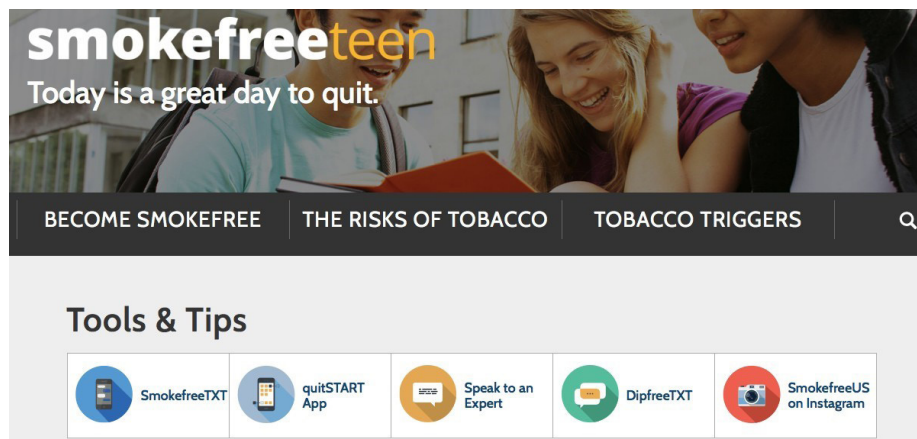 smokefreeteen
Today is a great day to quit.
BECOME SMOKEFREE
THE RISKS OF TOBACCO
TOBACCO TRIGGERS
Tools & Tips
SmokefreeTXT
quitSTART
App
Speak to an
Expert
DipfreeTXT
SmokefreeUS
on Instagram